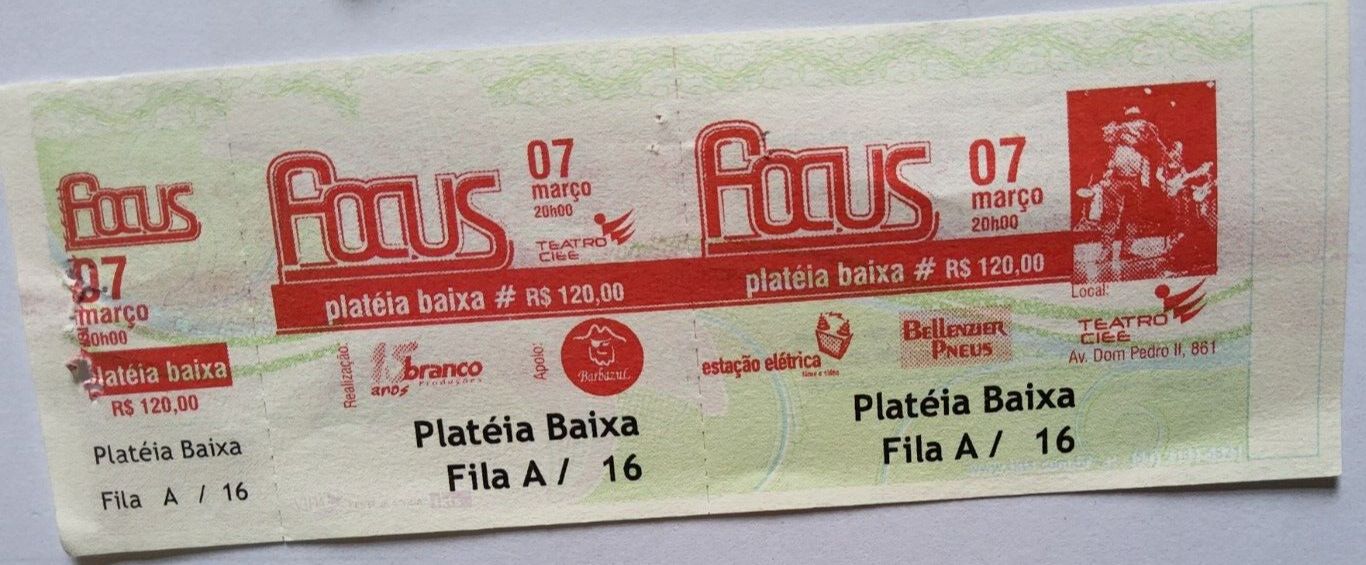 focus
07
março
20h00
platéia baixa
R$ 120,00
Platéia Baixa
Fila A / 16
focus
07
março
20h00
TEATRO
CIEE
platéia baixa # R$ 120,00
Realização:
15 anos
branco
Produções
Apoio:
Barbazul
Platéia Baixa
Fila A / 16
focus
07
março
20h00
platéia baixa # R$ 120,00
estação elétrica
BELLENZIER
PNEUS
Local:
TEATRO
CIEE
Av. Dom Pedro II, 861
Platéia Baixa
Fila A / 16